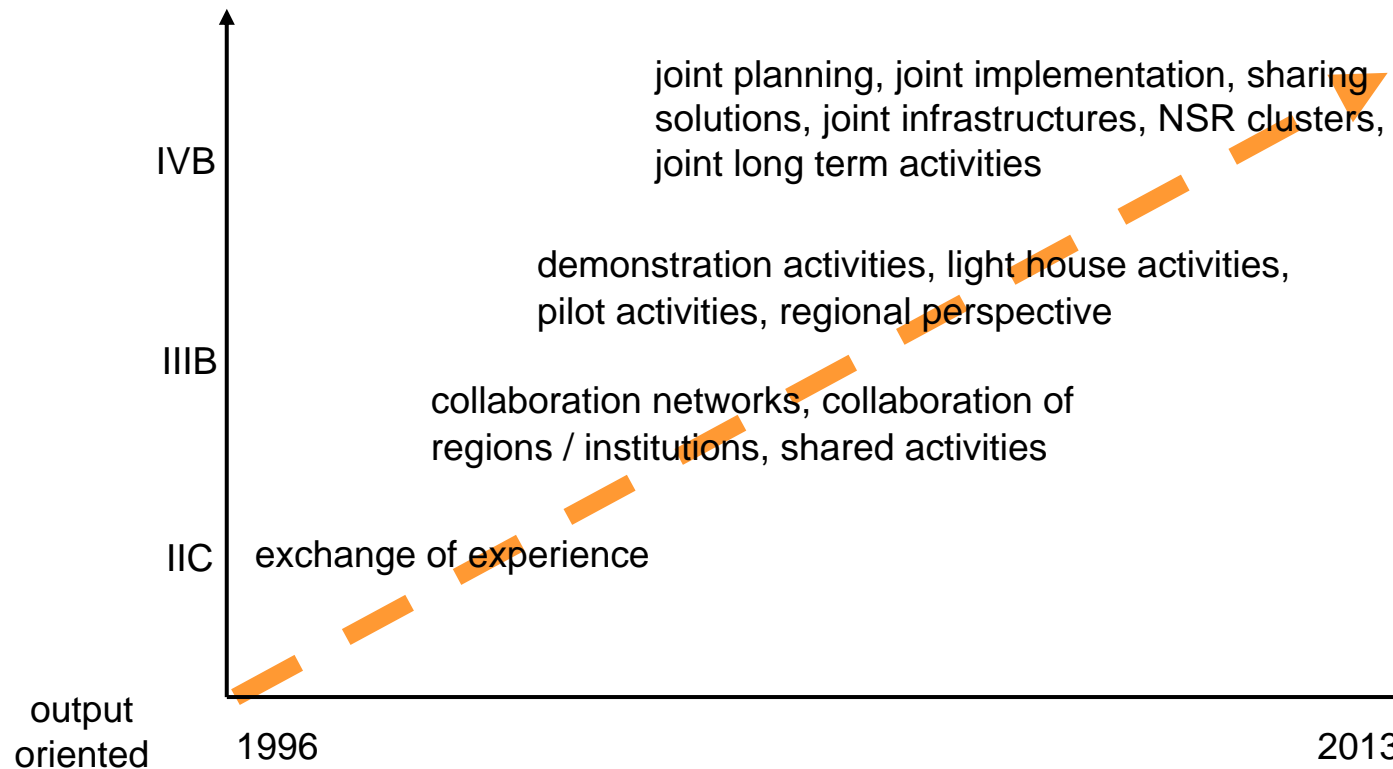 joint planning, joint implementation, sharing
solutions, joint infrastructures, NSR clusters,
joint long term activities
IVB
demonstration activities, light house activities,
pilot activities, regional perspective
IIIB
collaboration networks, collaboration of
regions / institutions, shared activities
IIC
exchange of experience
output
oriented
1996
2013